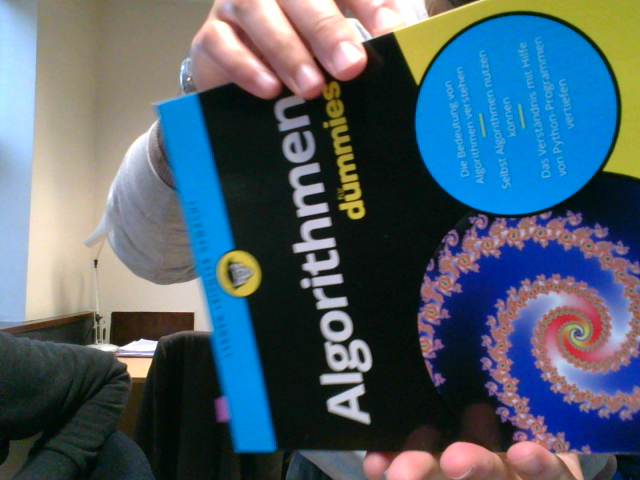 Algorithmen
für
dummies
Die Bedeutung von
Algorithmen verstehen
Selbst Algorithmen nutzen
können
Das Verständnis mit Hilfe
von Python-Programmen
vertiefen